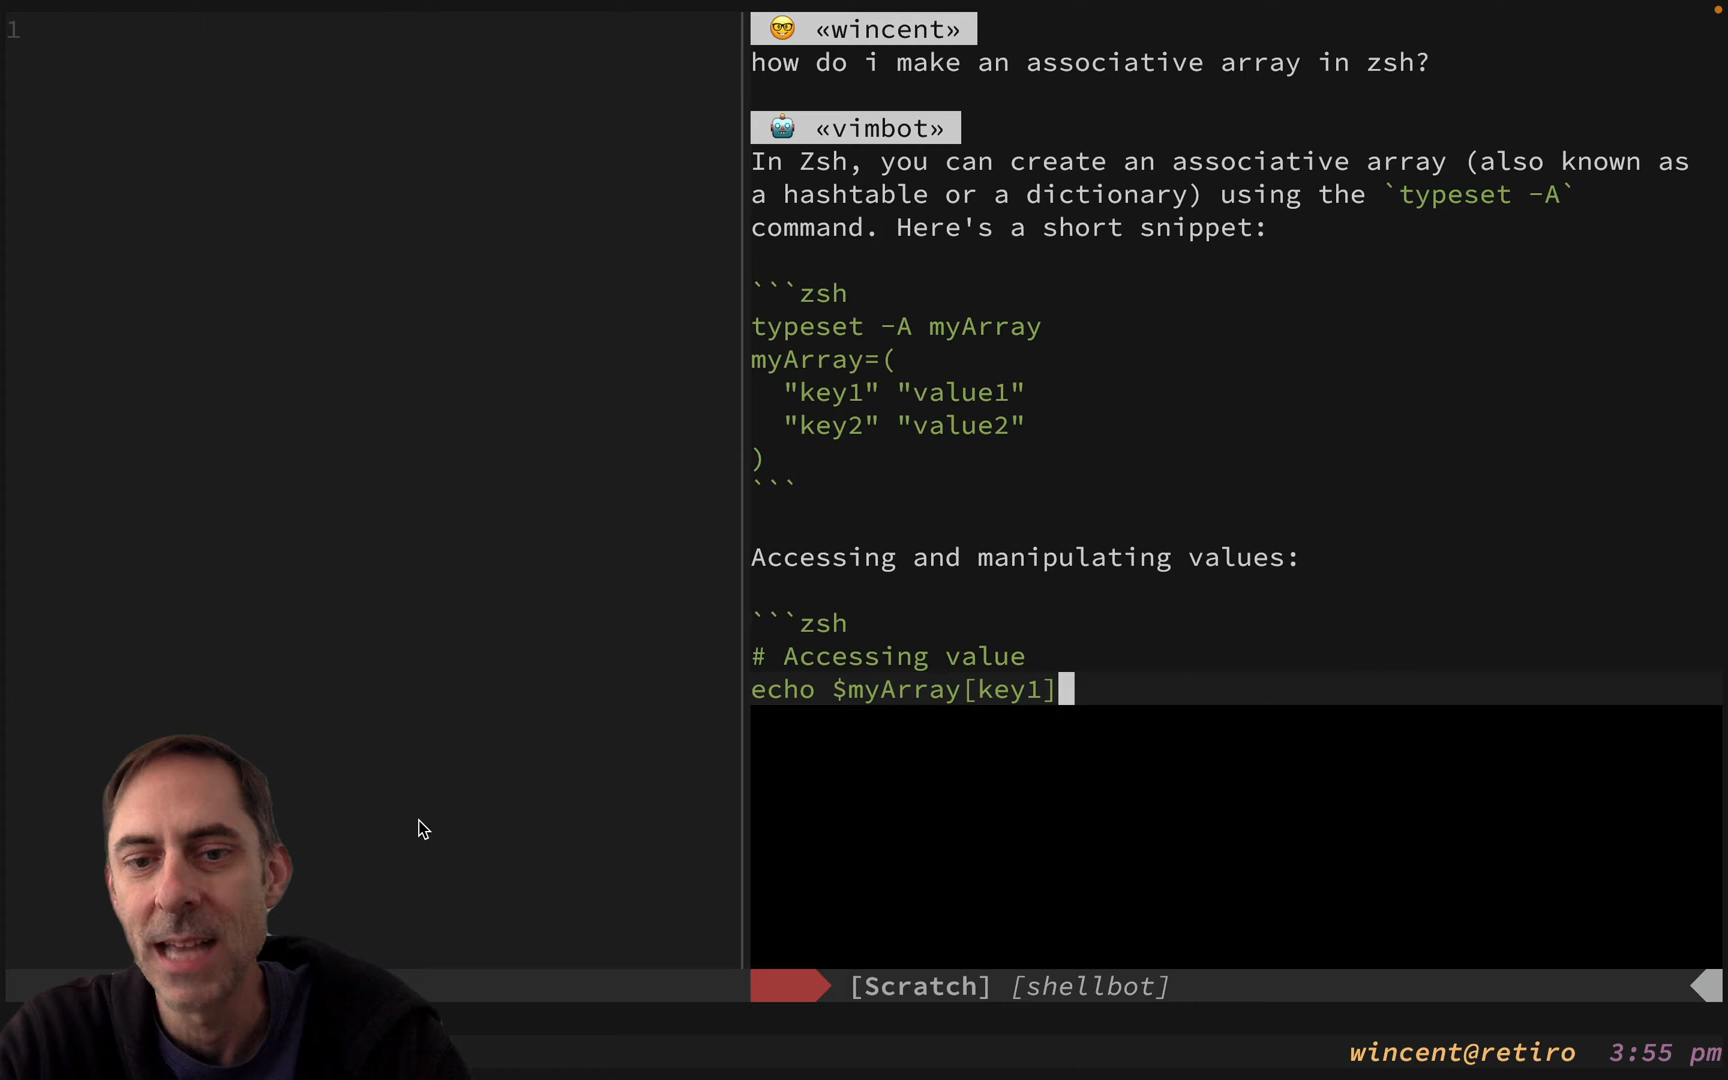 1
🤓 «wincent»
how do i make an associative array in zsh?
🤖 «vimbot»
In Zsh, you can create an associative array (also known as
a hashtable or a dictionary) using the `typeset -A`
command. Here's a short snippet:
```zsh
typeset -A myArray
myArray=(
  "key1" "value1"
  "key2" "value2"
)
```
Accessing and manipulating values:
```zsh
# Accessing value
echo $myArray[key1]
[Scratch] [shellbot]
wincent@retiro 3:55 pm